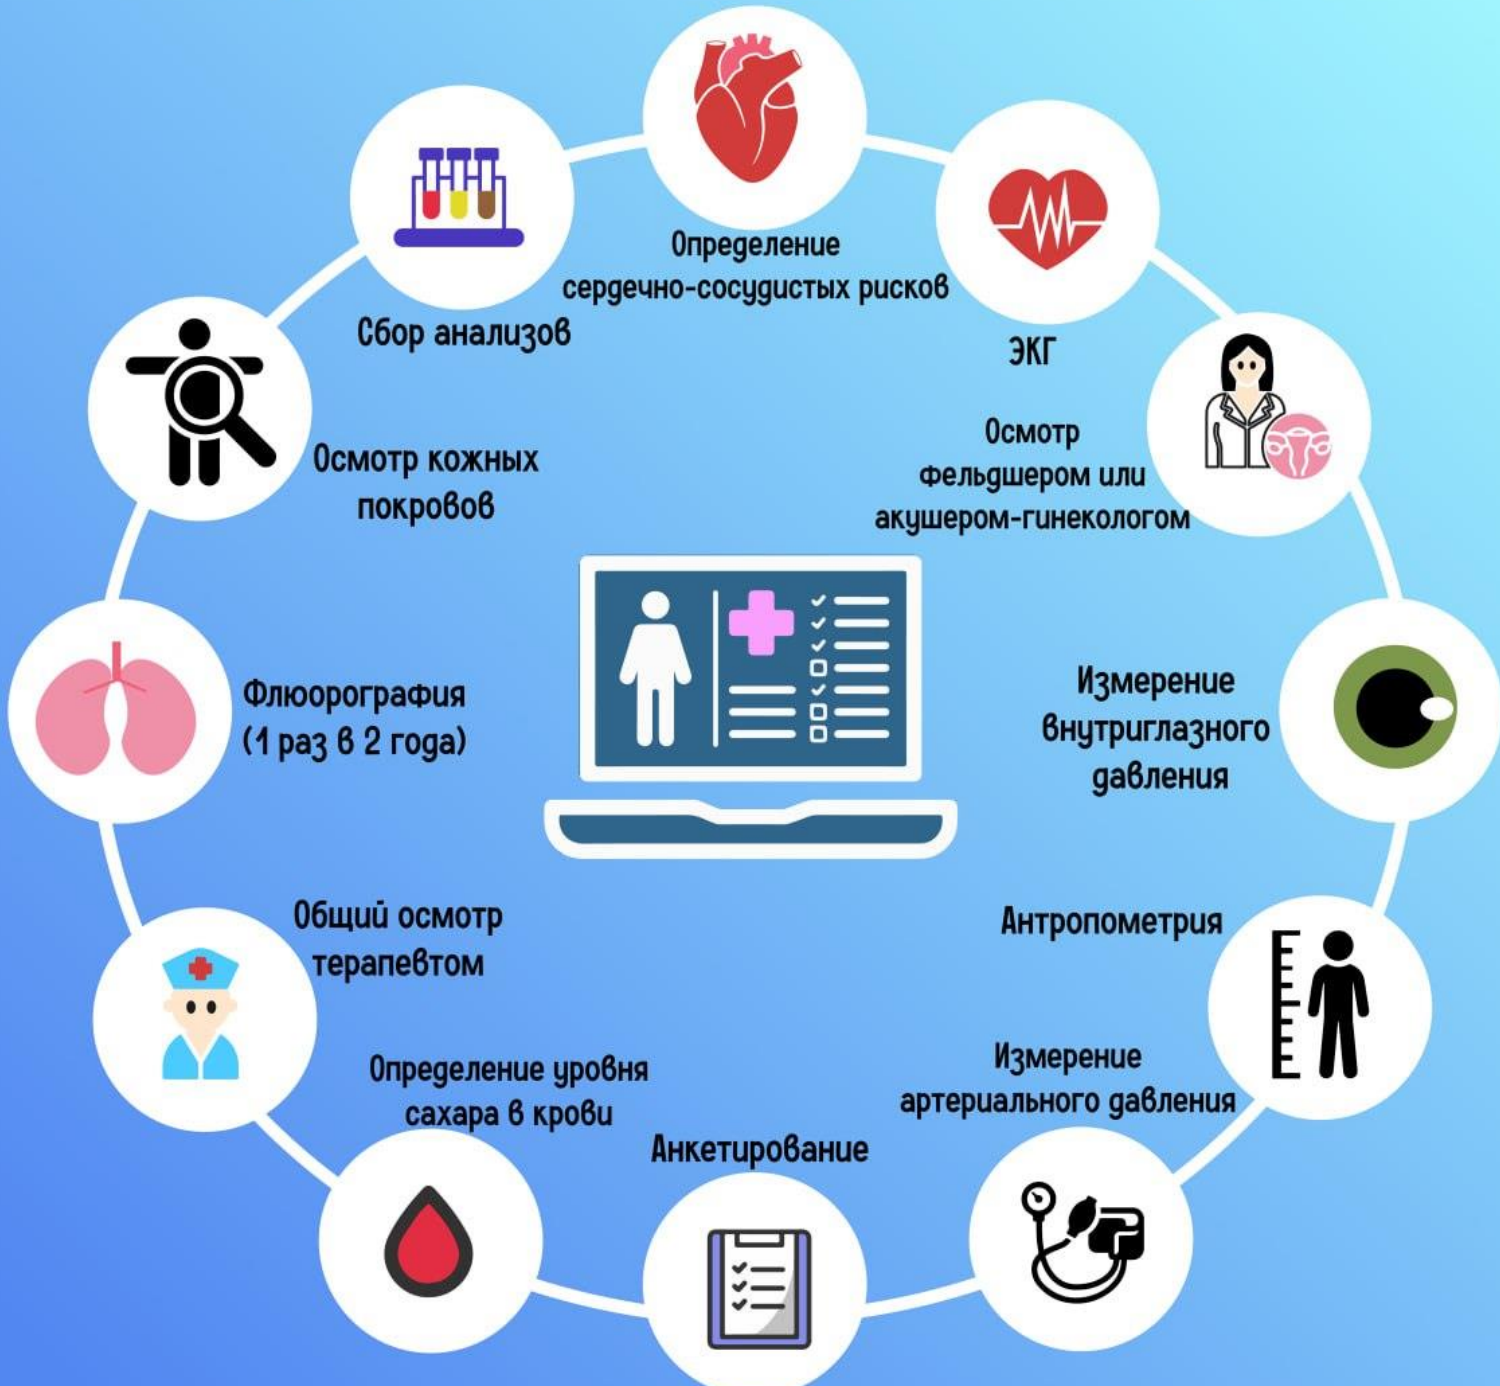 Определение
сердечно-сосудистых рисков
Сбор анализов
ЭКГ
Осмотр
фельдшером или
акушером-гинекологом
Осмотр кожных
покровов
Измерение
внутриглазного
давления
Флюорография
(1 раз в 2 года)
Антропометрия
Общий осмотр
терапевтом
Измерение
артериального давления
Определение уровня
сахара в крови
Анкетирование